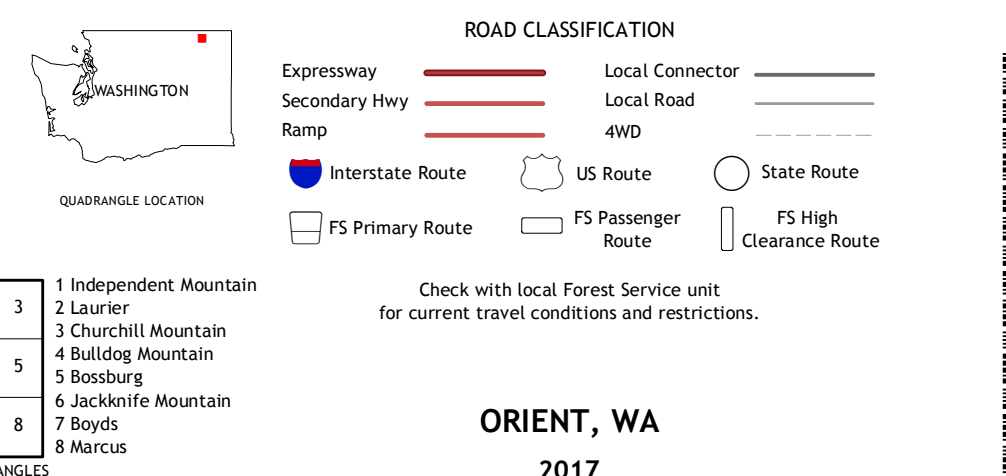 WASHINGTON
QUADRANGLE LOCATION
ROAD CLASSIFICATION
Expressway
Local Connector
Secondary Hwy
Local Road
Ramp
4WD
Interstate Route
US Route
State Route
FS Primary Route
FS Passenger
Route
FS High
Clearance Route
Check with local Forest Service unit
for current travel conditions and restrictions.
3
5
8
1 Independent Mountain
2 Laurier
3 Churchill Mountain
4 Bulldog Mountain
5 Bossburg
6 Jackknife Mountain
7 Boyds
8 Marcus
ANGLES
ORIENT, WA
2017